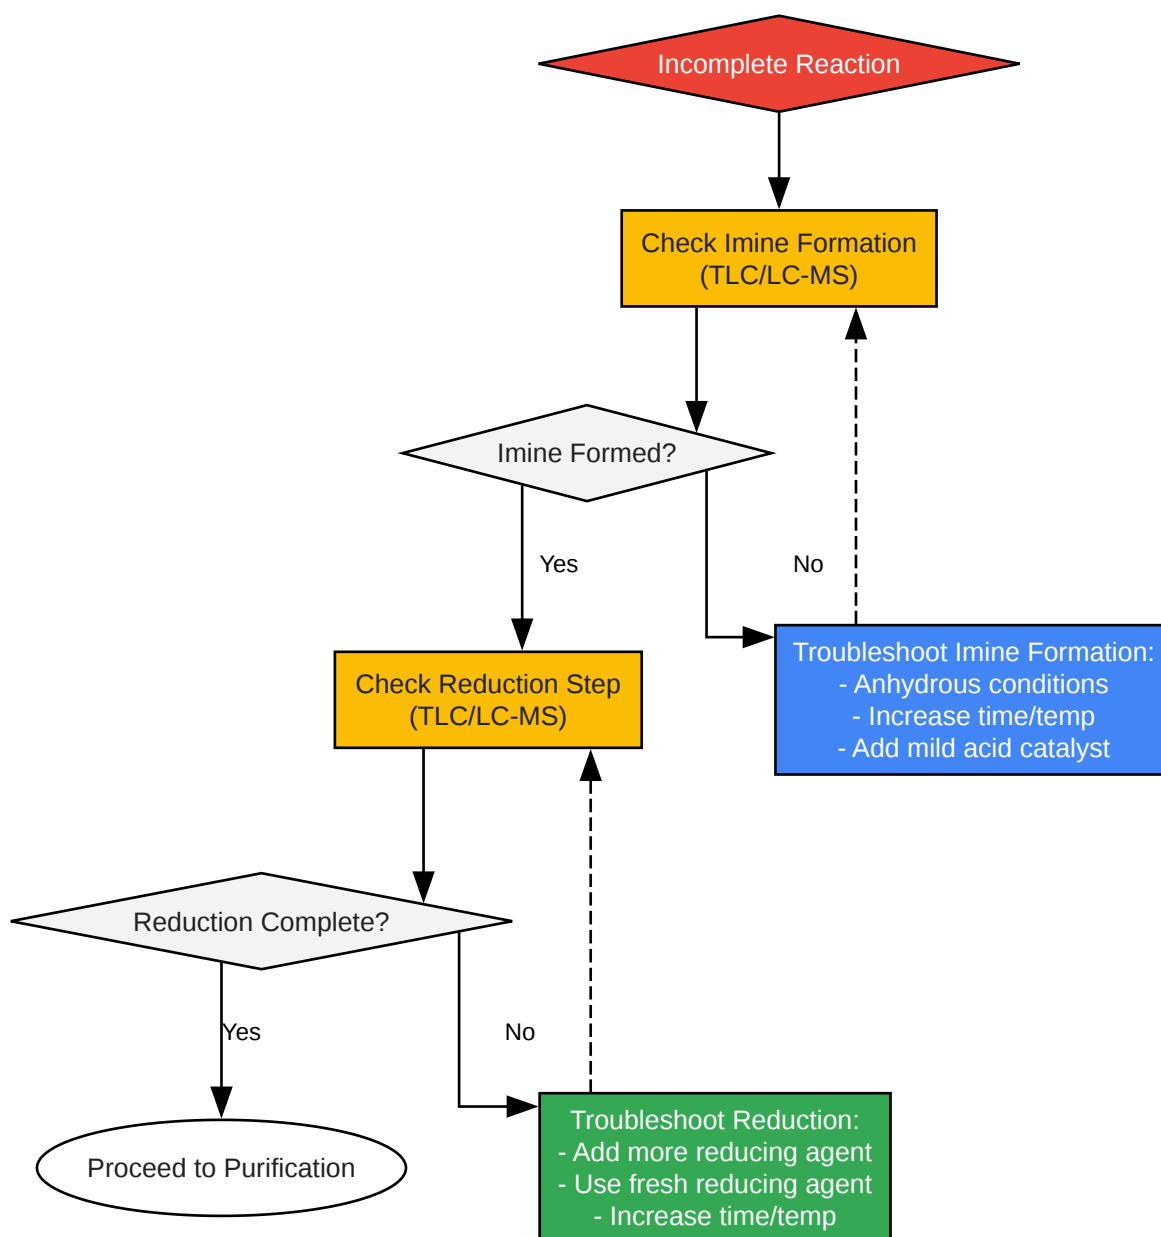 Incomplete Reaction
Check Imine Formation
(TLC/LC-MS)
Imine Formed?
Yes
No
Troubleshoot Imine Formation:
- Anhydrous conditions
- Increase time/temp
- Add mild acid catalyst
Check Reduction Step
(TLC/LC-MS)
Reduction Complete?
Yes
No
Troubleshoot Reduction:
- Add more reducing agent
- Use fresh reducing agent
- Increase time/temp
Proceed to Purification